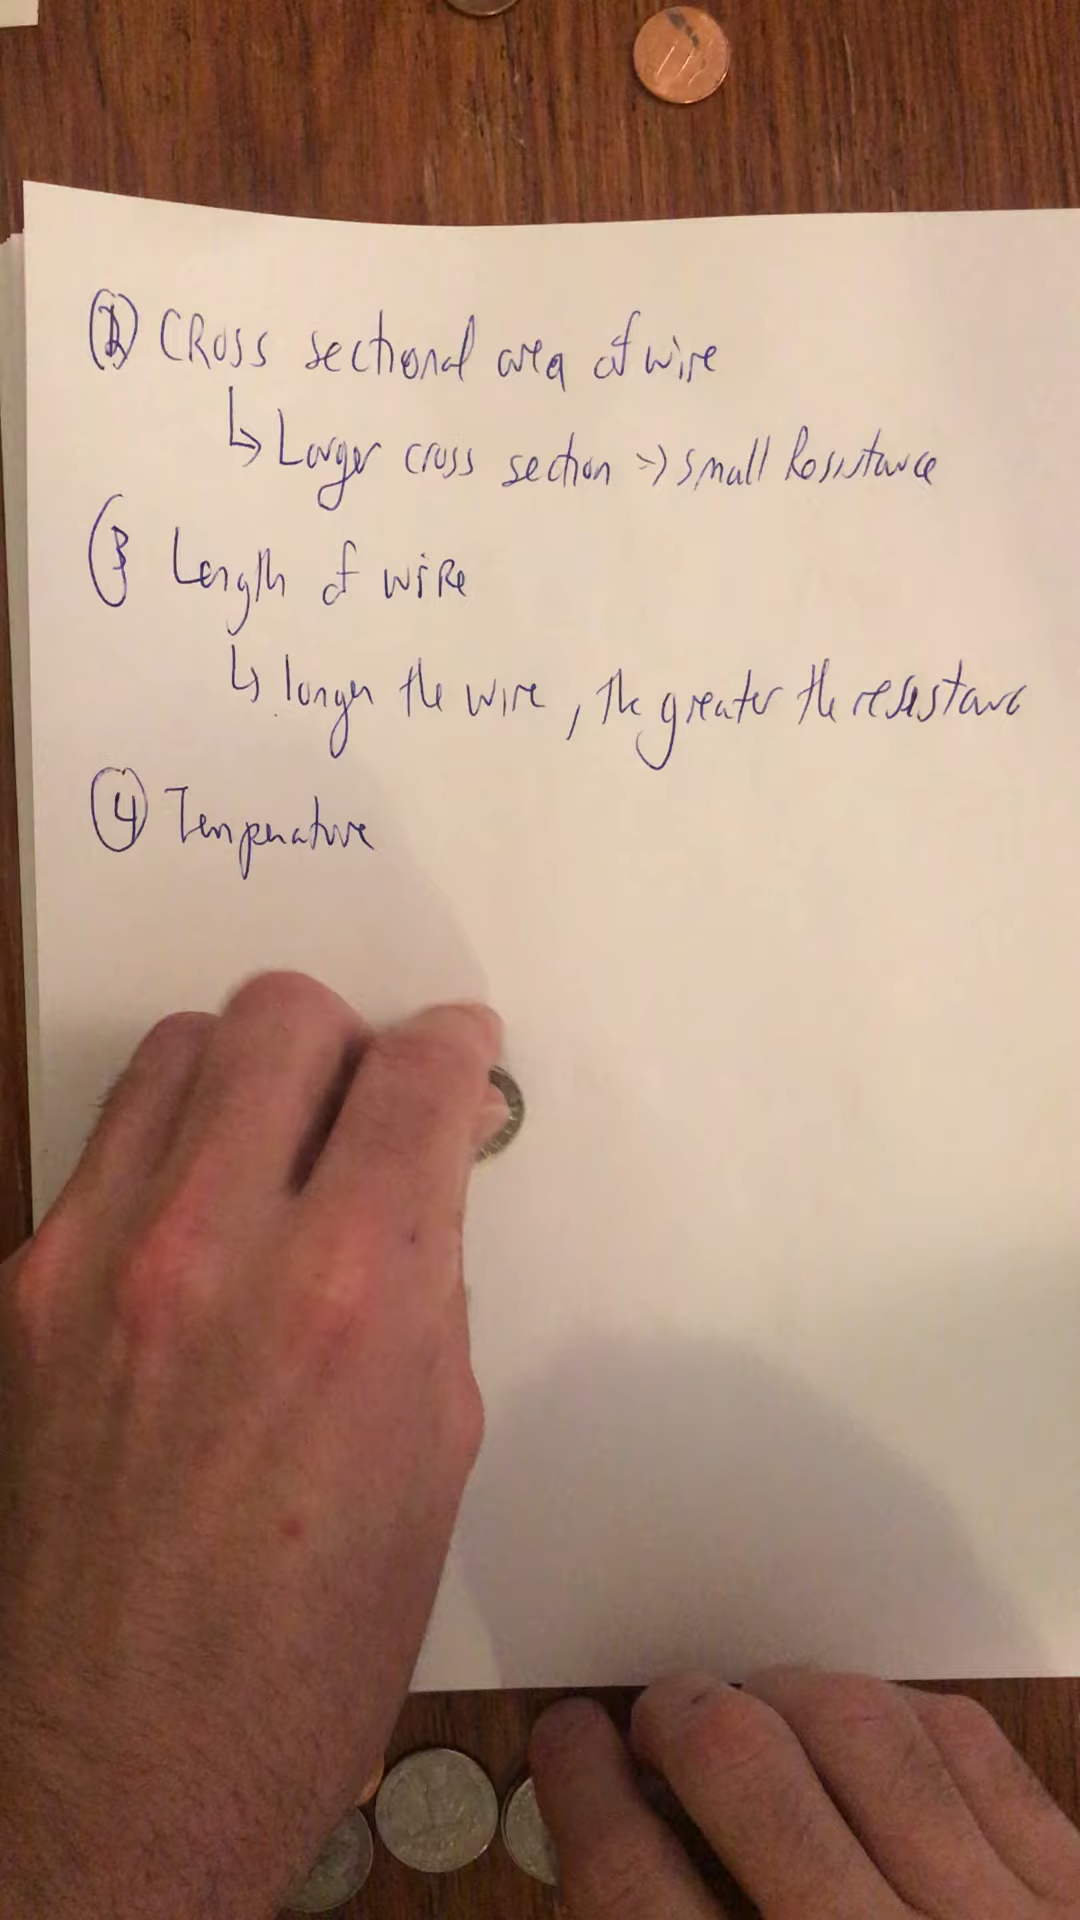 ② CROSS sectional area of wire
↳ Larger cross section => small Resistance
③ Length of wire
↳ longer the wire, the greater the resistanc
④ Temperature